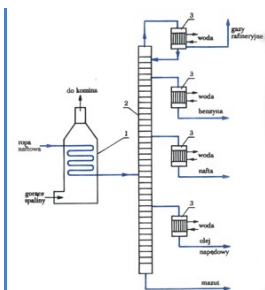 3
gazy
rafineryjne
woda
do komina
3
2
woda
benzyna
1
ropa
naftowa
3
woda
nafta
gorące
spaliny
3
woda
olej
napędowy
mazut